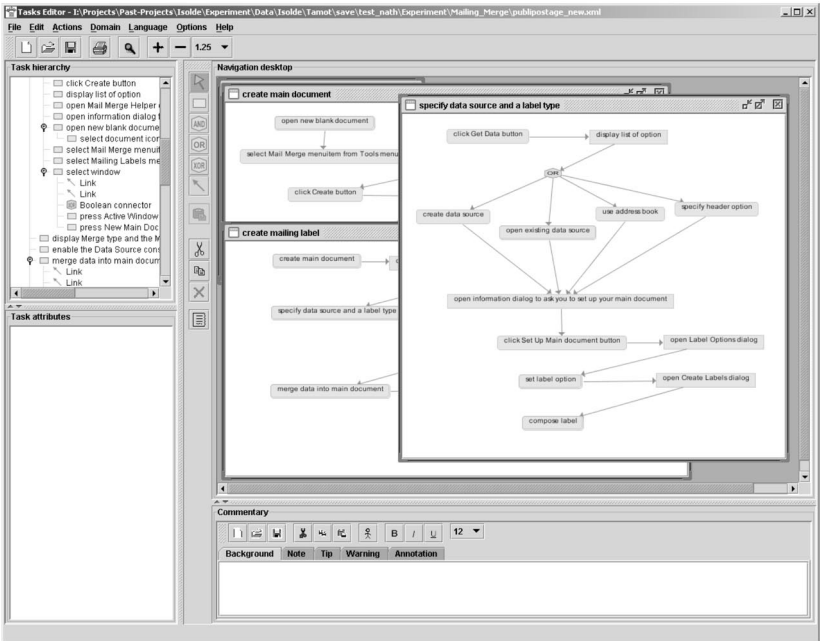 Tasks Editor - I:\Projects\Past-Projects\Isolde\Experiment\Data\Isolde\Tamot\save\test_nath\Experiment\Mailing_Merge\publipostage_new.xml
File Edit Actions Domain Language Options Help
1.25
Task hierarchy
click Create button
display list of option
open Mail Merge Helper
open information dialog
open new blank docume
select document icon
select Mail Merge menuit
select Mailing Labels me
select window
Link
Link
Boolean connector
press Active Window
press New Main Doc
display Merge type and the M
enable the Data Source cons
merge data into main docum
Link
Link
Task attributes
AND
OR
XOR
Navigation desktop
create main document
open new blank document
select Mail Merge menuitem from Tools menu
click Create button
create mailing label
create main document
specify data source and a label type
merge data into main document
specify data source and a label type
click Get Data button
display list of option
OR
create data source
open existing data source
use address book
specify header option
open information dialog to ask you to set up your main document
click Set Up Main document button
open Label Options dialog
set label option
open Create Labels dialog
compose label
Commentary
B I U 12
Background Note Tip Warning Annotation